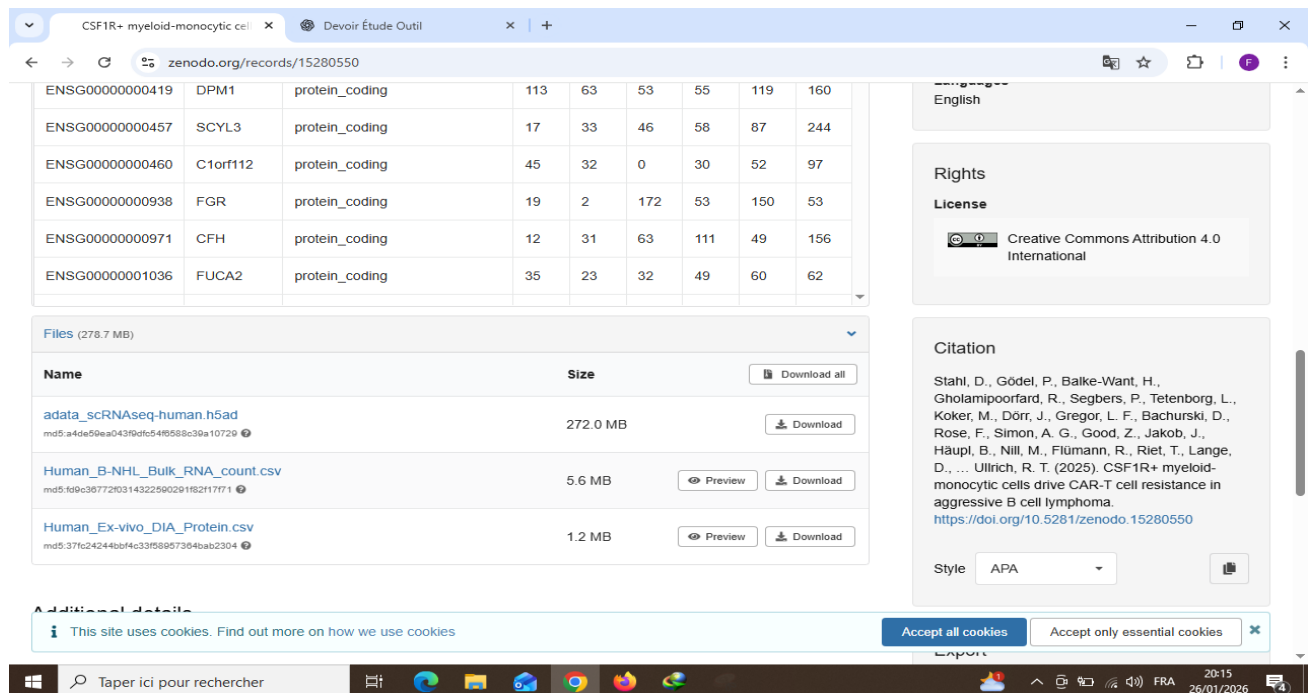 CSF1R+ myeloid-monocytic cel
Devoir Étude Outil
zenodo.org/records/15280550
F
ENSG00000000419 DPM1 protein_coding 113 63 53 55 119 160
ENSG00000000457 SCYL3 protein_coding 17 33 46 58 87 244
ENSG00000000460 C1orf112 protein_coding 45 32 0 30 52 97
ENSG00000000938 FGR protein_coding 19 2 172 53 150 53
ENSG00000000971 CFH protein_coding 12 31 63 111 49 156
ENSG00000001036 FUCA2 protein_coding 35 23 32 49 60 62
Files (278.7 MB)
Name Size Download all
adata_scRNAseq-human.h5ad 272.0 MB Download
md5:a4de59ea043f9dfc54f6588c39a10729
Human_B-NHL_Bulk_RNA_count.csv 5.6 MB Preview Download
md5:fd9c36772f0314322590291f82f17f71
Human_Ex-vivo_DIA_Protein.csv 1.2 MB Preview Download
md5:37fc24244bbf4c33f58957364bab2304
Additional details
Languages
English
Rights
License
Creative Commons Attribution 4.0
International
Citation
Stahl, D., Gödel, P., Balke-Want, H.,
Gholamipoorfard, R., Segbers, P., Tetenborg, L.,
Koker, M., Dörr, J., Gregor, L. F., Bachurski, D.,
Rose, F., Simon, A. G., Good, Z., Jakob, J.,
Häupl, B., Nill, M., Flümann, R., Riet, T., Lange,
D., … Ullrich, R. T. (2025). CSF1R+ myeloid-
monocytic cells drive CAR-T cell resistance in
aggressive B cell lymphoma.
https://doi.org/10.5281/zenodo.15280550
Style APA
Export
This site uses cookies. Find out more on how we use cookies
Accept all cookies Accept only essential cookies
Taper ici pour rechercher
FRA
20:15
26/01/2026
4